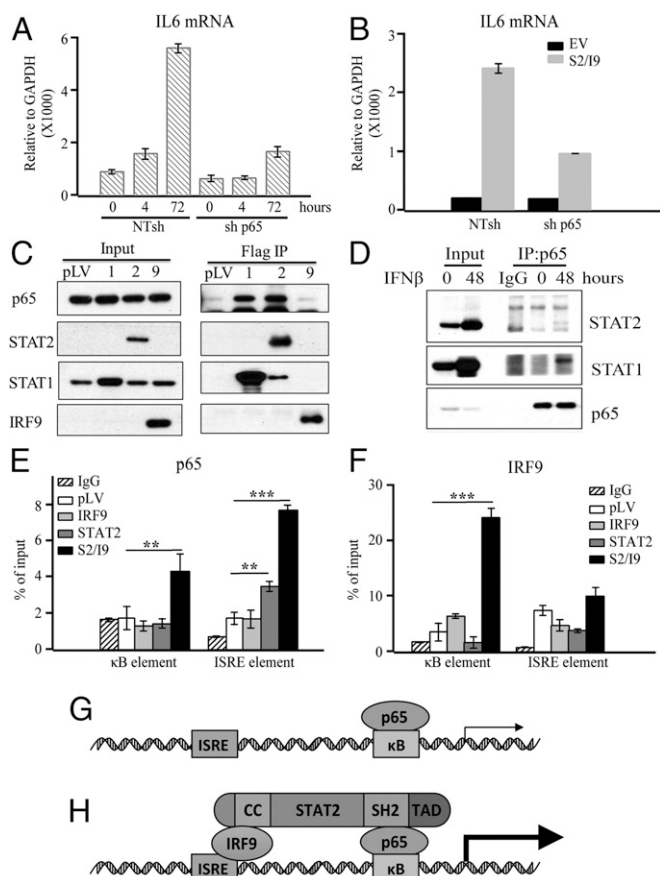 A
IL6 mRNA
Relative to GAPDH
(X1000)
6
4
2
0
0 4 72 0 4 72 hours
NTsh sh p65
B
IL6 mRNA
Relative to GAPDH
(X1000)
3
2
1
0
EV
S2/I9
NTsh sh p65
C
Input Flag IP
pLV 1 2 9 pLV 1 2 9
p65
STAT2
STAT1
IRF9
D
Input IP:p65
IFNβ 0 48 IgG 0 48 hours
STAT2
STAT1
p65
E
p65
% of input
8
6
4
2
0
IgG
pLV
IRF9
STAT2
S2/I9
**
**
***
κB element ISRE element
F
IRF9
% of input
30
20
10
0
***
IgG
pLV
IRF9
STAT2
S2/I9
κB element ISRE element
G
p65
ISRE κB
H
CC STAT2 SH2 TAD
IRF9 p65
ISRE κB